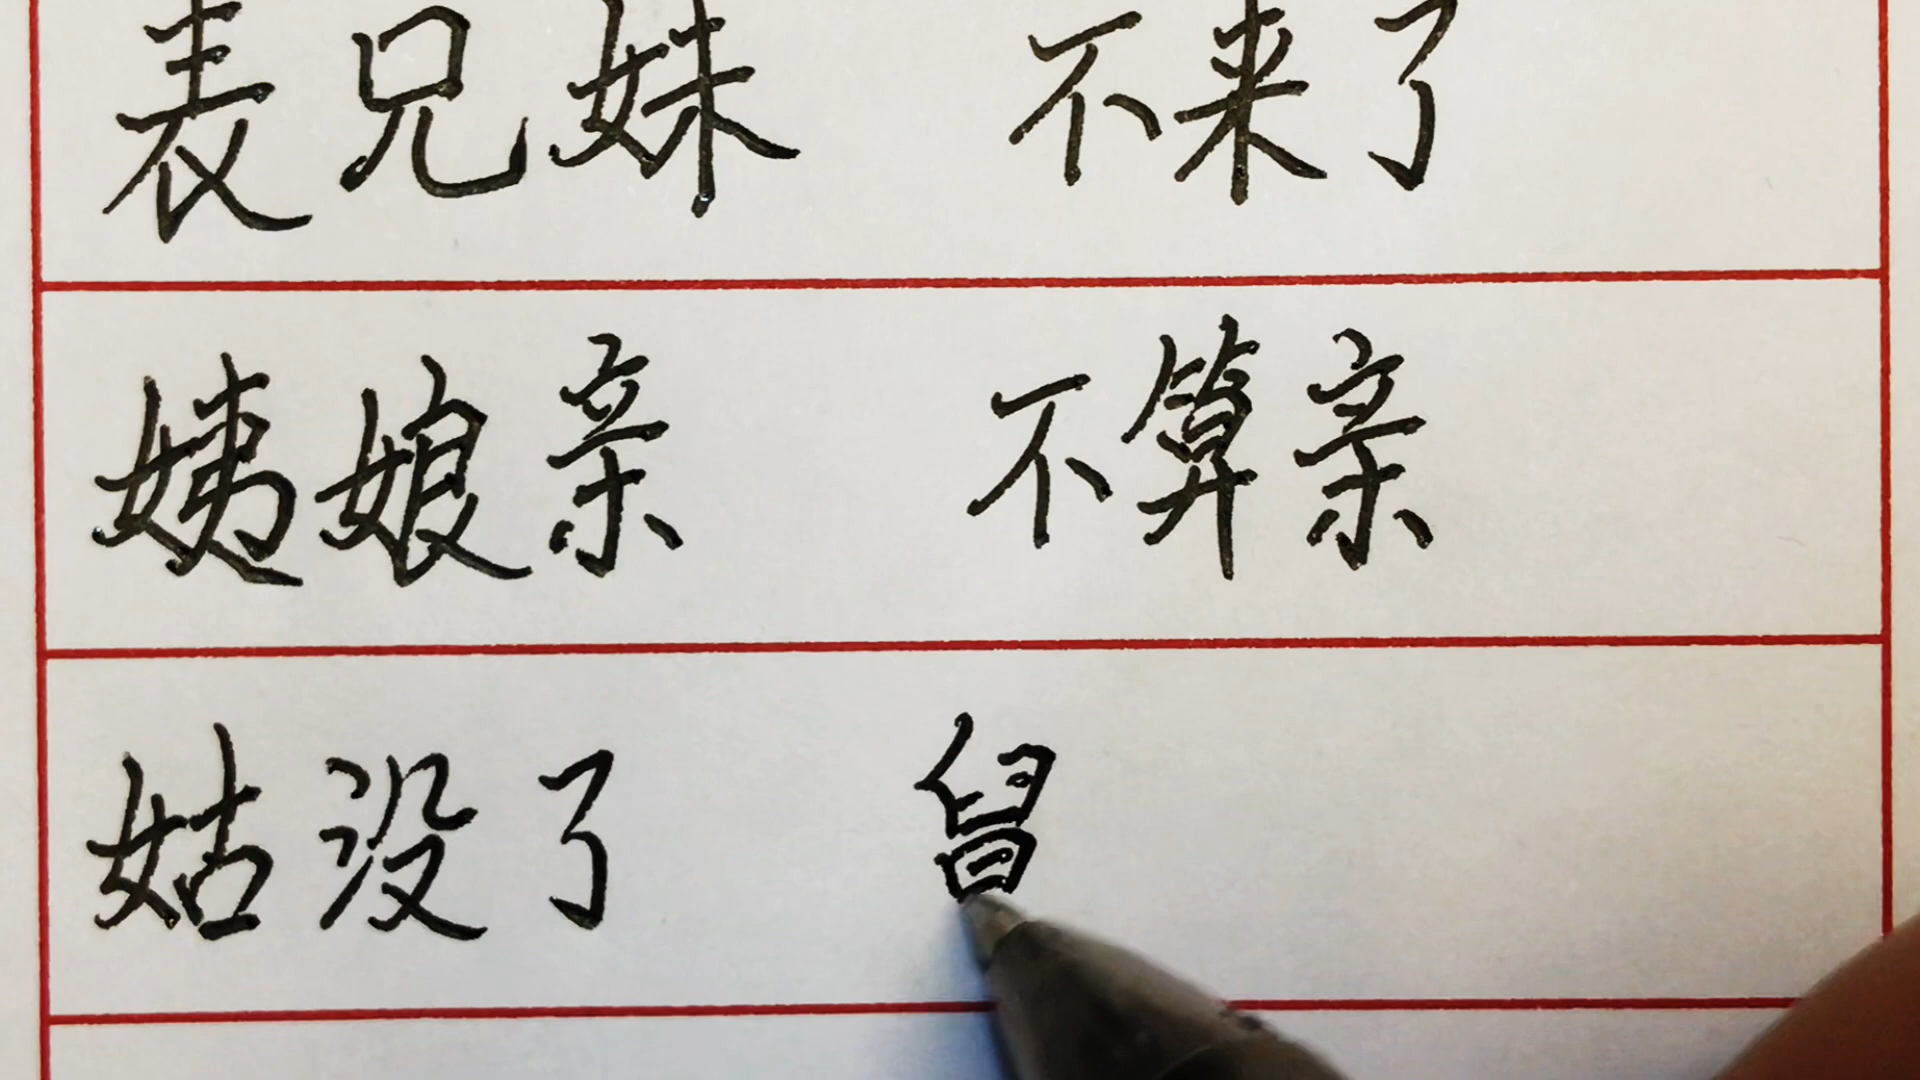 表兄妹 不来了
姨娘亲 不算亲
姑没了